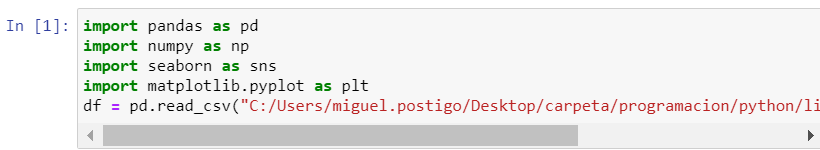 In [1]: import pandas as pd
import numpy as np
import seaborn as sns
import matplotlib.pyplot as plt
df = pd.read_csv("C:/Users/miguel.postigo/Desktop/carpeta/programacion/python/li